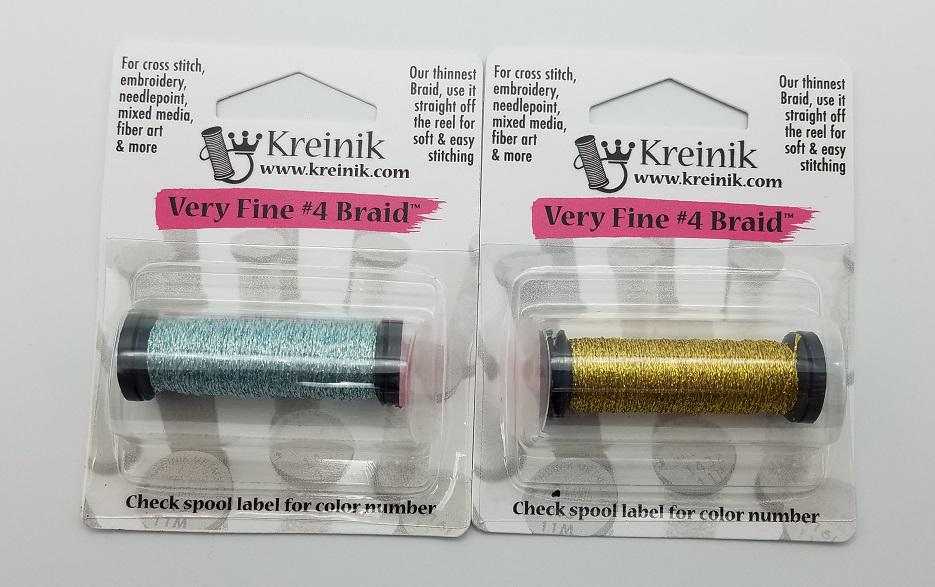 For cross stitch,
embroidery,
needlepoint,
mixed media,
fiber art
& more
Our thinnest
Braid, use it
straight off
the reel for
soft & easy
stitching
Kreinik
www.kreinik.com
Very Fine #4 Braid™
Check spool label for color number
11M
For cross stitch,
embroidery,
needlepoint,
mixed media,
fiber art
& more
Our thinnest
Braid, use it
straight off
the reel for
soft & easy
stitching
Kreinik
www.kreinik.com
Very Fine #4 Braid™
Check spool label for color number
11M